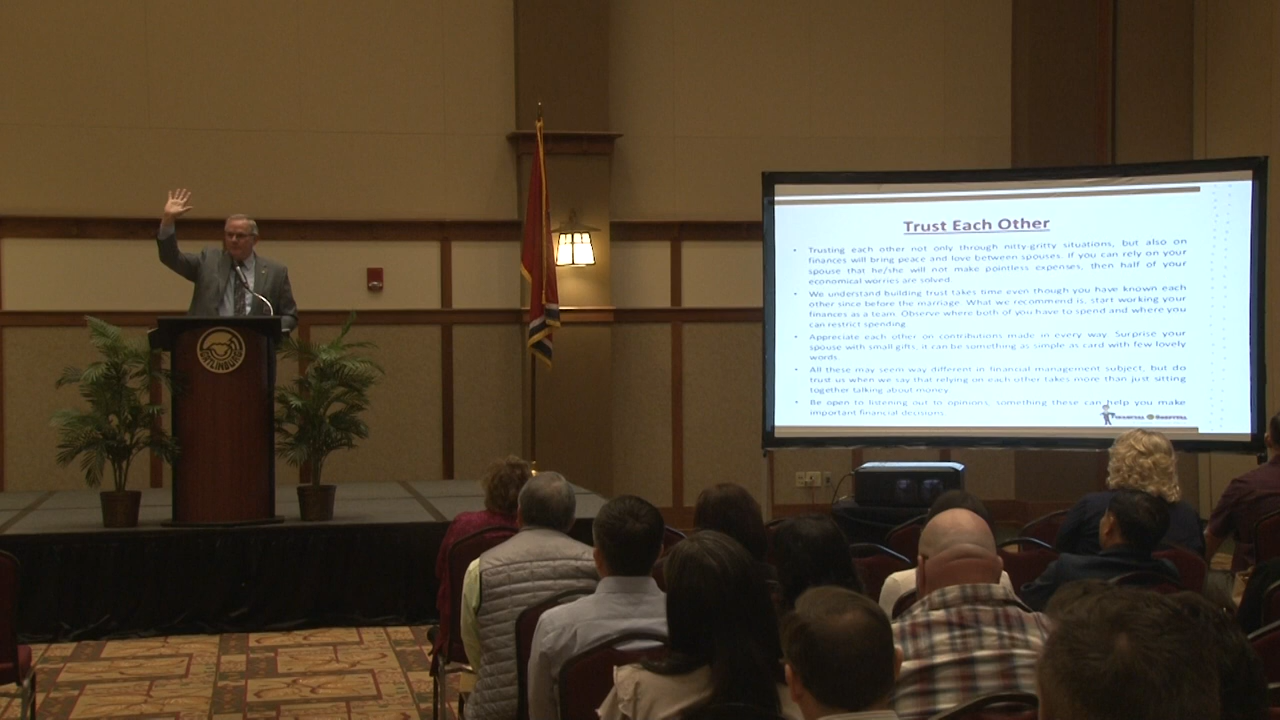 GATLINBURG
Trust Each Other
• Trusting each other not only through nitty-gritty situations, but also on
finances will bring peace and love between spouses. If you can rely on your
spouse that he/she will not make pointless expenses, then half of your
economical worries are solved.
• We understand building trust takes time even though you have known each
other since before the marriage. What we recommend is, start working your
finances as a team. Observe where both of you have to spend and where you
can restrict spending.
• Appreciate each other on contributions made in every way. Surprise your
spouse with small gifts, it can be something as simple as card with few lovely
words.
• All these may seem way different in financial management subject, but do
trust us when we say that relying on each other takes more than just sitting
together talking about money.
• Be open to listening out to opinions, something these can help you make
important financial decisions.
FINANCIAL